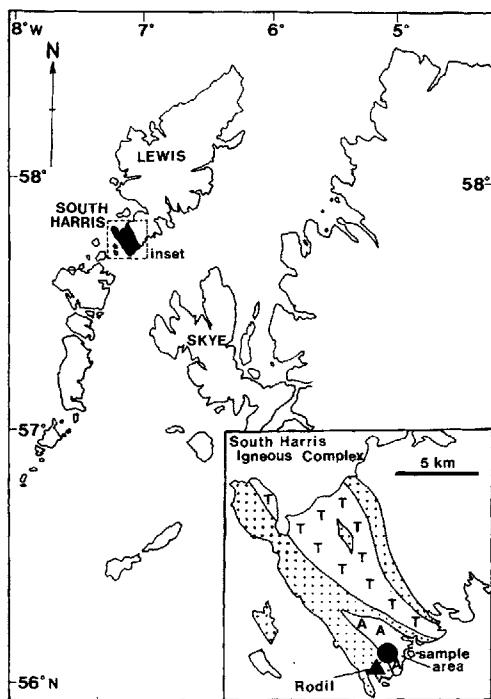 8°W
7°
6°
5°
N
LEWIS
58°
58°
SOUTH
HARRIS
inset
SKYE
57°
South Harris
Igneous Complex
5 km
T
T T
T T
T T
T T
T
T
T
T
A
A
sample
area
A
Rodil
56°N